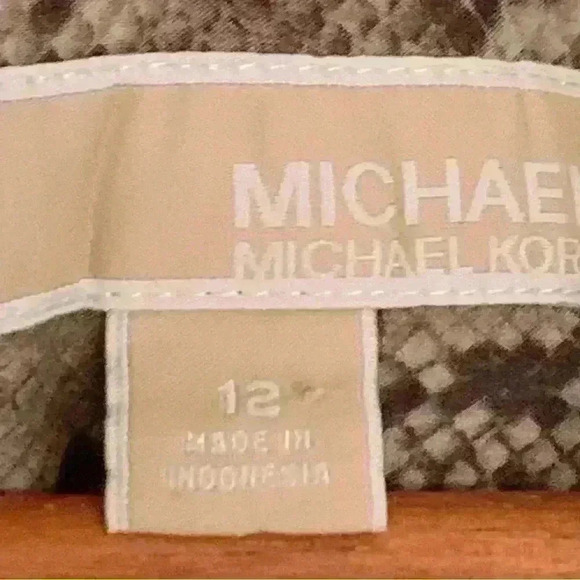 MICHAEL
MICHAEL KOR
12
MADE IN
INDONESIA